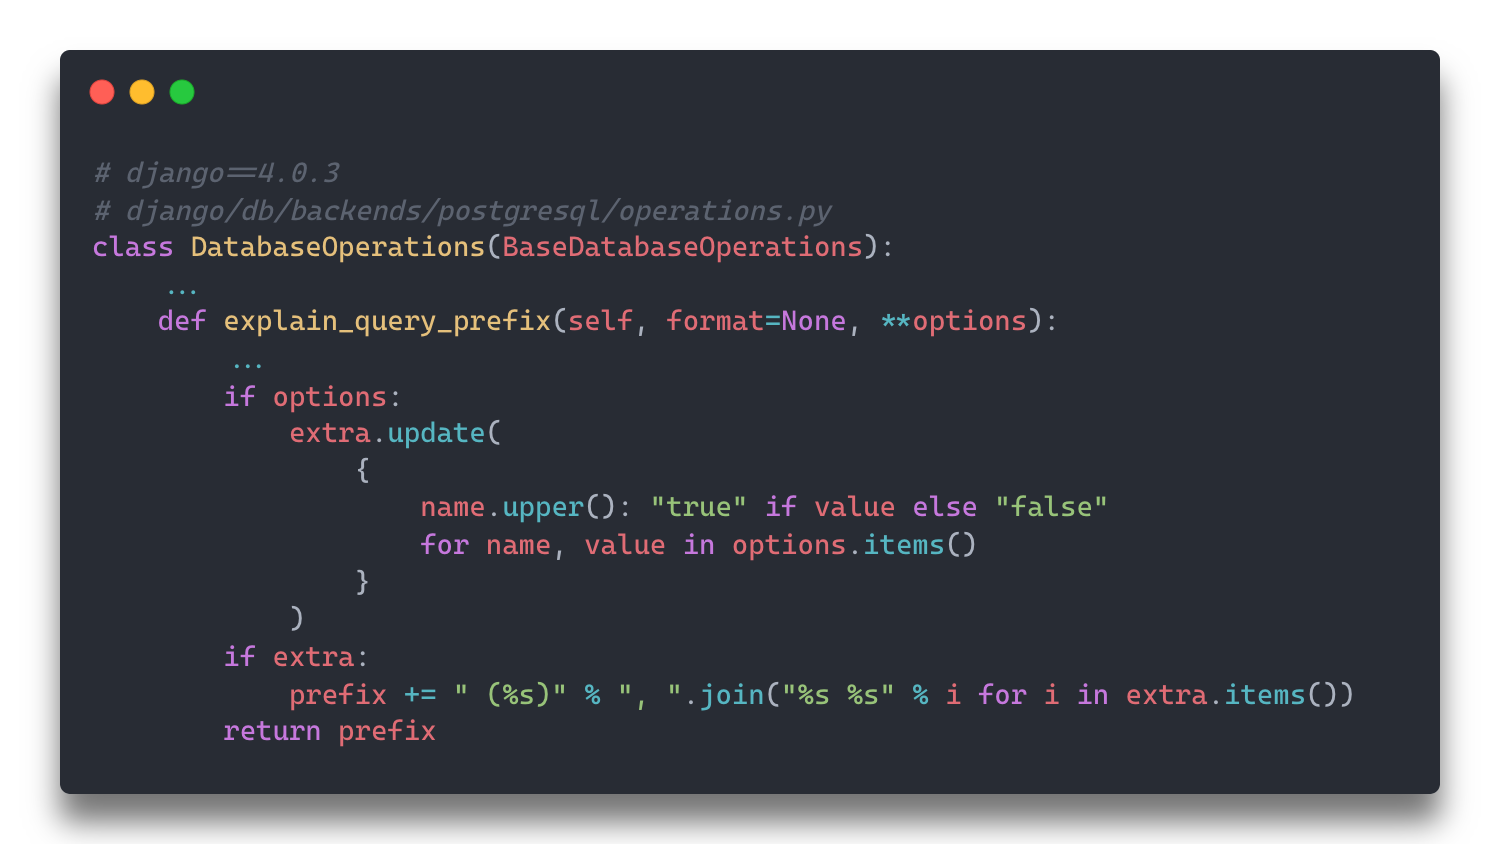 # django==4.0.3
# django/db/backends/postgresql/operations.py
class DatabaseOperations(BaseDatabaseOperations):
    ...
    def explain_query_prefix(self, format=None, **options):
        ...
        if options:
            extra.update(
                {
                    name.upper(): "true" if value else "false"
                    for name, value in options.items()
                }
            )
        if extra:
            prefix += " (%s)" % ", ".join("%s %s" % i for i in extra.items())
        return prefix